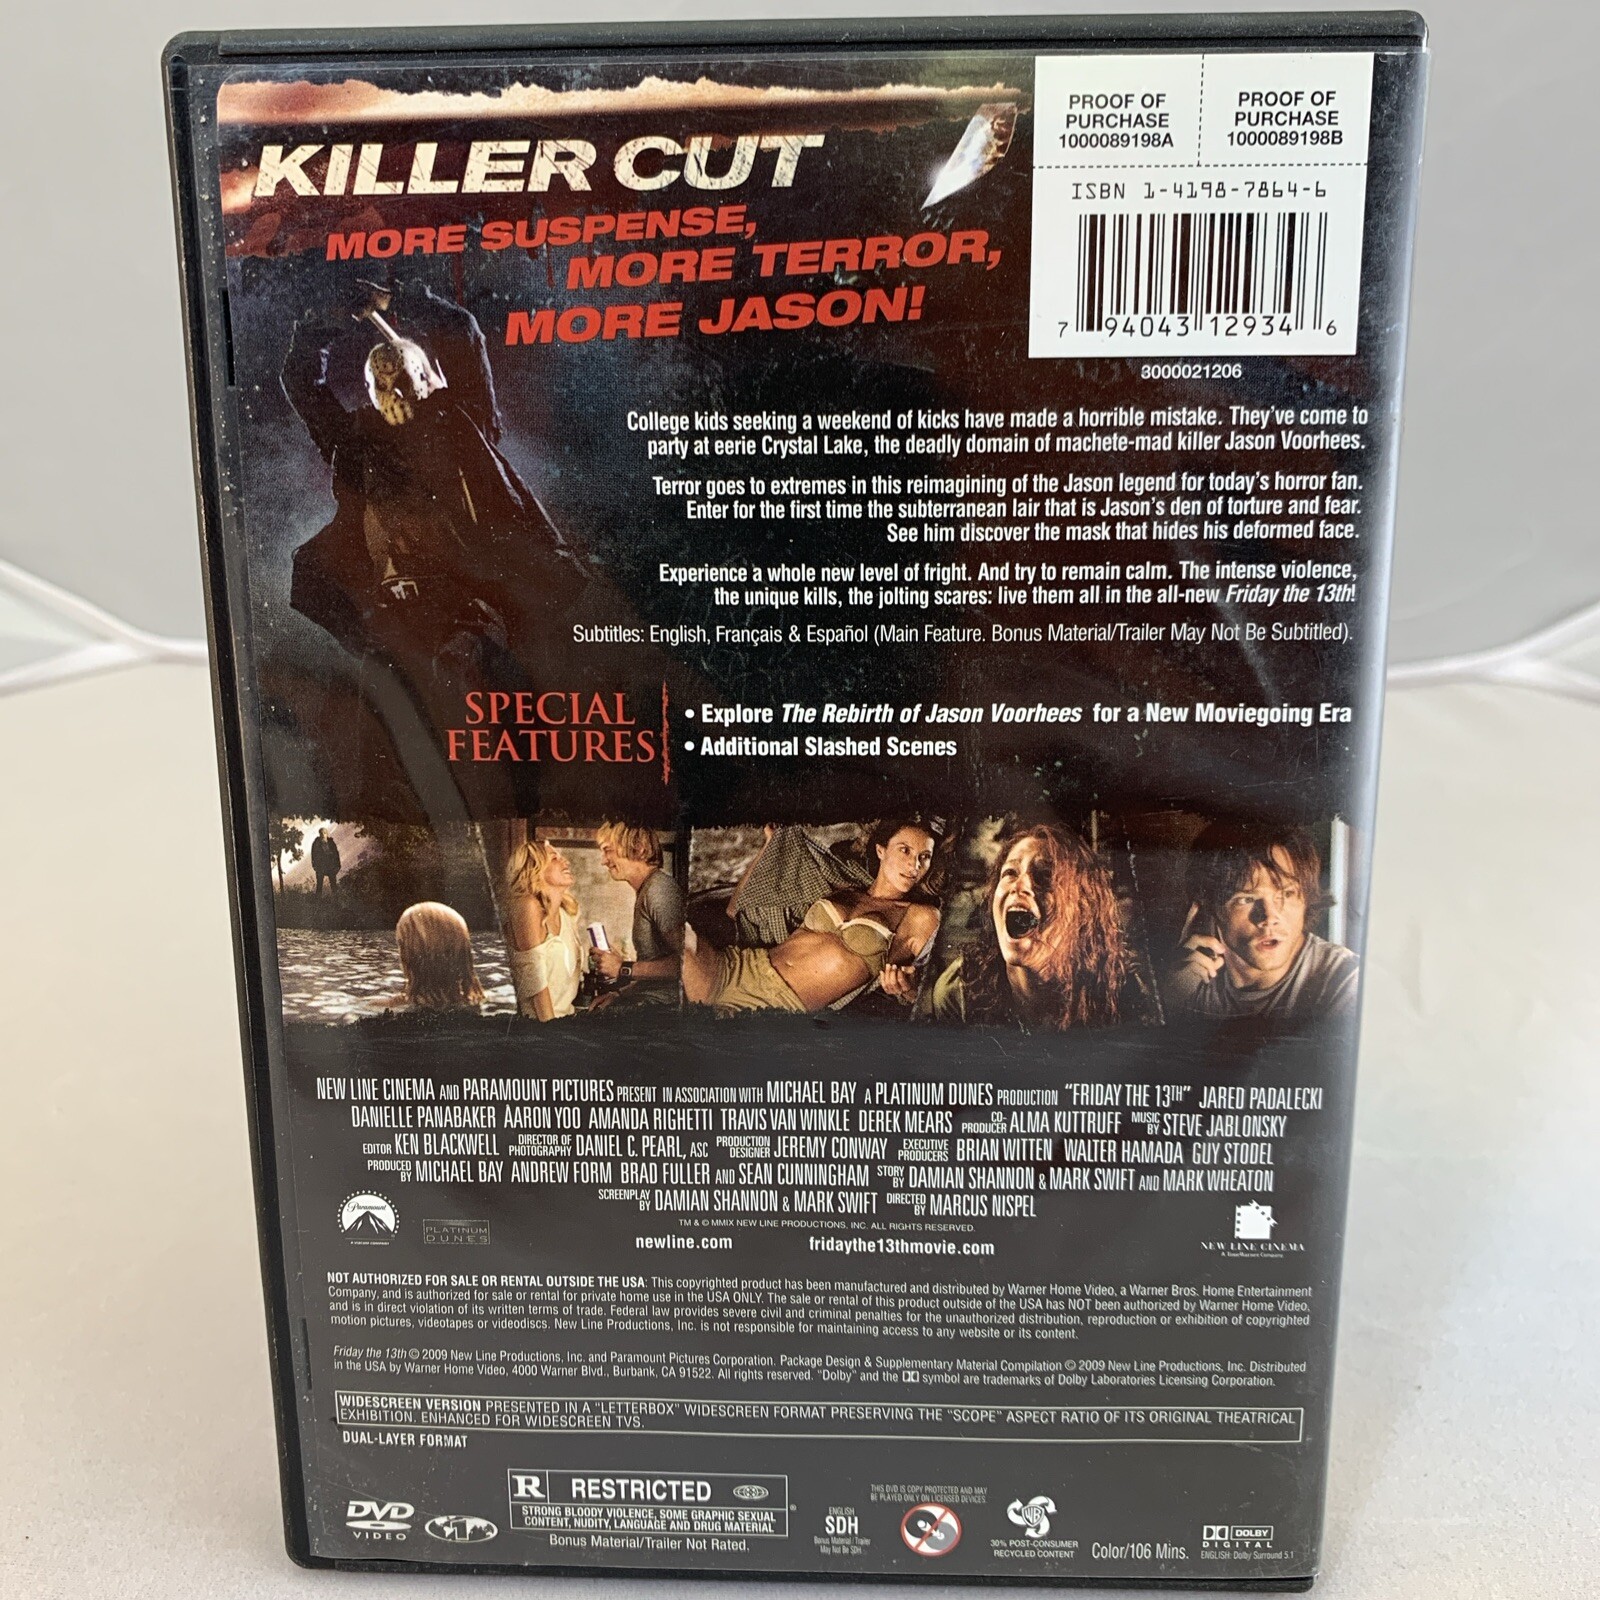 KILLER CUT
MORE SUSPENSE,
MORE TERROR,
MORE JASON!
PROOF OF
PURCHASE
1000089198A
PROOF OF
PURCHASE
1000089198B
ISBN 1-4198-7864-6
7 94043 12934 6
3000021206
College kids seeking a weekend of kicks have made a horrible mistake. They've come to
party at eerie Crystal Lake, the deadly domain of machete-mad killer Jason Voorhees.
Terror goes to extremes in this reimagining of the Jason legend for today's horror fan.
Enter for the first time the subterranean lair that is Jason's den of torture and fear.
See him discover the mask that hides his deformed face.
Experience a whole new level of fright. And try to remain calm. The intense violence,
the unique kills, the jolting scares: live them all in the all-new Friday the 13th!
Subtitles: English, Français & Español (Main Feature. Bonus Material/Trailer May Not Be Subtitled).
SPECIAL
FEATURES
• Explore The Rebirth of Jason Voorhees for a New Moviegoing Era
• Additional Slashed Scenes
NEW LINE CINEMA AND PARAMOUNT PICTURES PRESENT IN ASSOCIATION WITH MICHAEL BAY A PLATINUM DUNES PRODUCTION "FRIDAY THE 13TH" JARED PADALECKI
DANIELLE PANABAKER AARON YOO AMANDA RIGHETTI TRAVIS VAN WINKLE DEREK MEARS CO-PRODUCER ALMA KUTTRUFF MUSIC BY STEVE JABLONSKY
EDITOR KEN BLACKWELL DIRECTOR OF PHOTOGRAPHY DANIEL C. PEARL, ASC PRODUCTION DESIGNER JEREMY CONWAY EXECUTIVE PRODUCERS BRIAN WITTEN WALTER HAMADA GUY STODEL
PRODUCED BY MICHAEL BAY ANDREW FORM BRAD FULLER AND SEAN CUNNINGHAM STORY BY DAMIAN SHANNON & MARK SWIFT AND MARK WHEATON
SCREENPLAY BY DAMIAN SHANNON & MARK SWIFT DIRECTED BY MARCUS NISPEL
TM & © MMIX NEW LINE PRODUCTIONS, INC. ALL RIGHTS RESERVED.
Paramount
A VIACOM COMPANY
PLATINUM
DUNES
newline.com fridaythe13thmovie.com
NEW LINE CINEMA
A TimeWarner Company
NOT AUTHORIZED FOR SALE OR RENTAL OUTSIDE THE USA: This copyrighted product has been manufactured and distributed by Warner Home Video, a Warner Bros. Home Entertainment
Company, and is authorized for sale or rental for private home use in the USA ONLY. The sale or rental of this product outside of the USA has NOT been authorized by Warner Home Video,
and is in direct violation of its written terms of trade. Federal law provides severe civil and criminal penalties for the unauthorized distribution, reproduction or exhibition of copyrighted
motion pictures, videotapes or videodiscs. New Line Productions, Inc. is not responsible for maintaining access to any website or its content.
Friday the 13th © 2009 New Line Productions, Inc. and Paramount Pictures Corporation. Package Design & Supplementary Material Compilation © 2009 New Line Productions, Inc. Distributed
in the USA by Warner Home Video, 4000 Warner Blvd., Burbank, CA 91522. All rights reserved. "Dolby" and the symbol are trademarks of Dolby Laboratories Licensing Corporation.
WIDESCREEN VERSION PRESENTED IN A "LETTERBOX" WIDESCREEN FORMAT PRESERVING THE "SCOPE" ASPECT RATIO OF ITS ORIGINAL THEATRICAL
EXHIBITION. ENHANCED FOR WIDESCREEN TVS.
DUAL-LAYER FORMAT
DVD
VIDEO
1
R RESTRICTED ®
STRONG BLOODY VIOLENCE, SOME GRAPHIC SEXUAL
CONTENT, NUDITY, LANGUAGE AND DRUG MATERIAL
Bonus Material/Trailer Not Rated.
ENGLISH
SDH
Bonus Material/Trailer
May Not Be SDH.
THIS DVD IS COPY PROTECTED AND MAY
BE PLAYED ONLY ON LICENSED DEVICES
WB
30% POST-CONSUMER
RECYCLED CONTENT
Color/106 Mins.
DOLBY
DIGITAL
ENGLISH: Dolby Surround 5.1